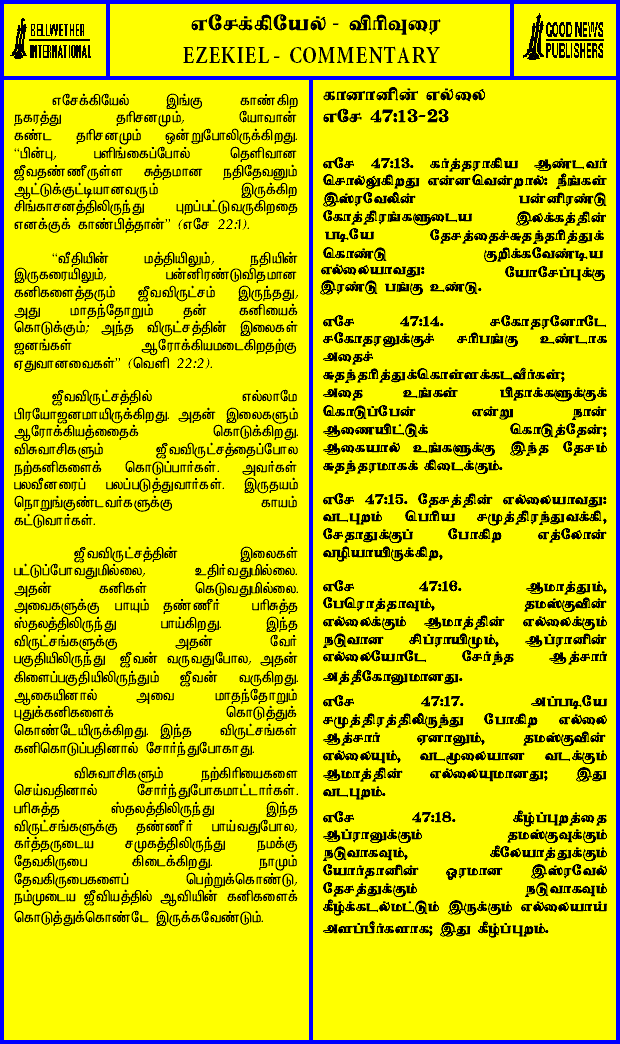 BELLWETHER
INTERNATIONAL
எசேக்கியேல் - விரிவுரை
EZEKIEL - COMMENTARY
GOOD NEWS
PUBLISHERS
எசேக்கியேல் இங்கு காண்கிற
நகரத்து தரிசனமும், யோவான்
கண்ட தரிசனமும் ஒன்றுபோலிருக்கிறது.
“பின்பு, பளிங்கைப்போல் தெளிவான
ஜீவதண்ணீருள்ள சுத்தமான நதிதேவனும்
ஆட்டுக்குட்டியானவரும் இருக்கிற
சிங்காசனத்திலிருந்து புறப்பட்டுவருகிறதை
எனக்குக் காண்பித்தான்” (எசே 22:1).
“வீதியின் மத்தியிலும், நதியின்
இருகரையிலும், பன்னிரண்டுவிதமான
கனிகளைத்தரும் ஜீவவிருட்சம் இருந்தது,
அது மாதந்தோறும் தன் கனியைக்
கொடுக்கும்; அந்த விருட்சத்தின் இலைகள்
ஜனங்கள் ஆரோக்கியமடைகிறதற்கு
ஏதுவானவைகள்” (வெளி 22:2).
ஜீவவிருட்சத்தில் எல்லாமே
பிரயோஜனமாயிருக்கிறது. அதன் இலைகளும்
ஆரோக்கியத்தைைக் கொடுக்கிறது.
விசுவாசிகளும் ஜீவவிருட்சத்தைப்போல
நற்கனிகளைக் கொடுப்பார்கள். அவர்கள்
பலவீனரைப் பலப்படுத்துவார்கள். இருதயம்
நொறுங்குண்டவர்களுக்கு காயம்
கட்டுவார்கள்.
ஜீவவிருட்சத்தின் இலைகள்
பட்டுப்போவதுமில்லை, உதிர்வதுமில்லை.
அதன் கனிகள் கெடுவதுமில்லை.
அவைகளுக்கு பாயும் தண்ணீர் பரிசுத்த
ஸ்தலத்திலிருந்து பாய்கிறது. இந்த
விருட்சங்களுக்கு அதன் வேர்
பகுதியிலிருந்து ஜீவன் வருவதுபோல, அதன்
கிளைப்பகுதியிலிருந்தும் ஜீவன் வருகிறது.
ஆகையினால் அவை மாதந்தோறும்
புதுக்கனிகளைக் கொடுத்துக்
கொண்டேயிருக்கிறது. இந்த விருட்சங்கள்
கனிகொடுப்பதினால் சோர்ந்துபோகாது.
விசுவாசிகளும் நற்கிரியைகளை
செய்வதினால் சோர்ந்துபோகமாட்டார்கள்.
பரிசுத்த ஸ்தலத்திலிருந்து இந்த
விருட்சங்களுக்கு தண்ணீர் பாய்வதுபோல,
கர்த்தருடைய சமுகத்திலிருந்து நமக்கு
தேவகிருபை கிடைக்கிறது. நாமும்
தேவகிருபைகளைப் பெற்றுக்கொண்டு,
நம்முடைய ஜீவியத்தில் ஆவியின் கனிகளைக்
கொடுத்துக்கொண்டே இருக்கவேண்டும்.
கானானின் எல்லை
எசே 47:13-23
எசே 47:13. கர்த்தராகிய ஆண்டவர்
சொல்லுகிறது என்னவென்றால்: நீங்கள்
இஸ்ரவேலின் பன்னிரண்டு
கோத்திரங்களுடைய இலக்கத்தின்
படியே தேசத்தைச்சுதந்தரித்துக்
கொண்டு குறிக்கவேண்டிய
எல்லையாவது: யோசேப்புக்கு
இரண்டு பங்கு உண்டு.
எசே 47:14. சகோதரனோடே
சகோதரனுக்குச் சரிபங்கு உண்டாக
அதைச்
சுதந்தரித்துக்கொள்ளக்கடவீர்கள்;
அதை உங்கள் பிதாக்களுக்குக்
கொடுப்பேன் என்று நான்
ஆணையிட்டுக் கொடுத்தேன்;
ஆகையால் உங்களுக்கு இந்த தேசம்
சுதந்தரமாகக் கிடைக்கும்.
எசே 47:15. தேசத்தின் எல்லையாவது:
வடபுறம் பெரிய சமுத்திரந்துவக்கி,
சேதாதுக்குப் போகிற எத்லோன்
வழியாயிருக்கிற,
எசே 47:16. ஆமாத்தும்,
பேரொத்தாவும், தமஸ்குவின்
எல்லைக்கும் ஆமாத்தின் எல்லைக்கும்
நடுவான சிப்ராயிமும், ஆப்ரானின்
எல்லையோடே சேர்ந்த ஆத்சார்
அத்தீகோனுமானது.
எசே 47:17. அப்படியே
சமுத்திரத்திலிருந்து போகிற எல்லை
ஆத்சார் ஏனானும், தமஸ்குவின்
எல்லையும், வடமூலையான வடக்கும்
ஆமாத்தின் எல்லையுமானது; இது
வடபுறம்.
எசே 47:18. கீழ்ப்புறத்தை
ஆப்ரானுக்கும் தமஸ்குவுக்கும்
நடுவாகவும், கீலேயாத்துக்கும்
யோர்தானின் ஓரமான இஸ்ரவேல்
தேசத்துக்கும் நடுவாகவும்
கீழ்க்கடல்மட்டும் இருக்கும் எல்லையாய்
அளப்பீர்களாக; இது கீழ்ப்புறம்.